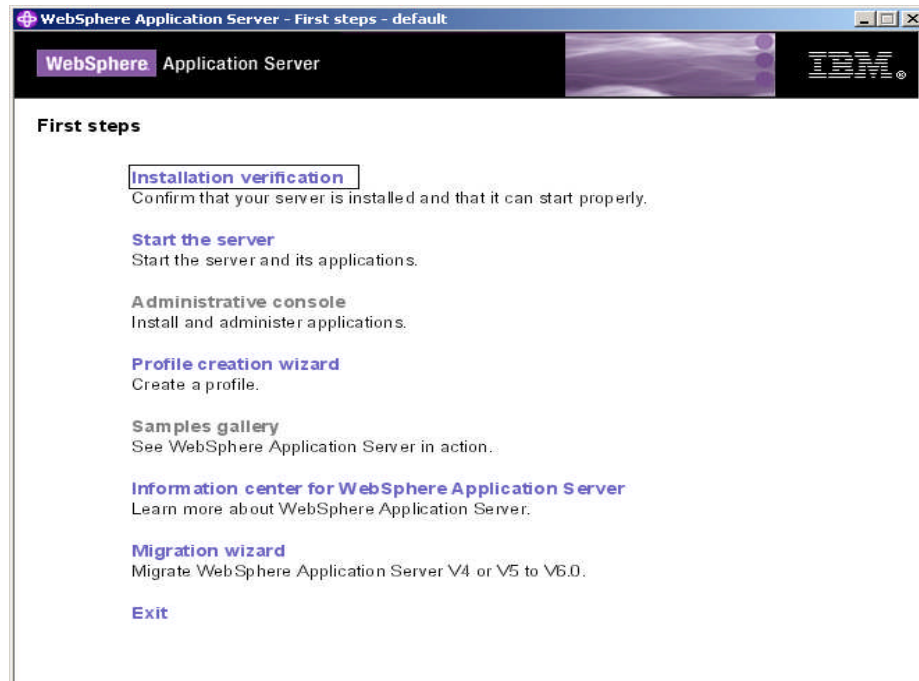 WebSphere Application Server - First steps - default
WebSphere Application Server
IBM®
First steps
Installation verification
Confirm that your server is installed and that it can start properly.
Start the server
Start the server and its applications.
Administrative console
Install and administer applications.
Profile creation wizard
Create a profile.
Samples gallery
See WebSphere Application Server in action.
Information center for WebSphere Application Server
Learn more about WebSphere Application Server.
Migration wizard
Migrate WebSphere Application Server V4 or V5 to V6.0.
Exit